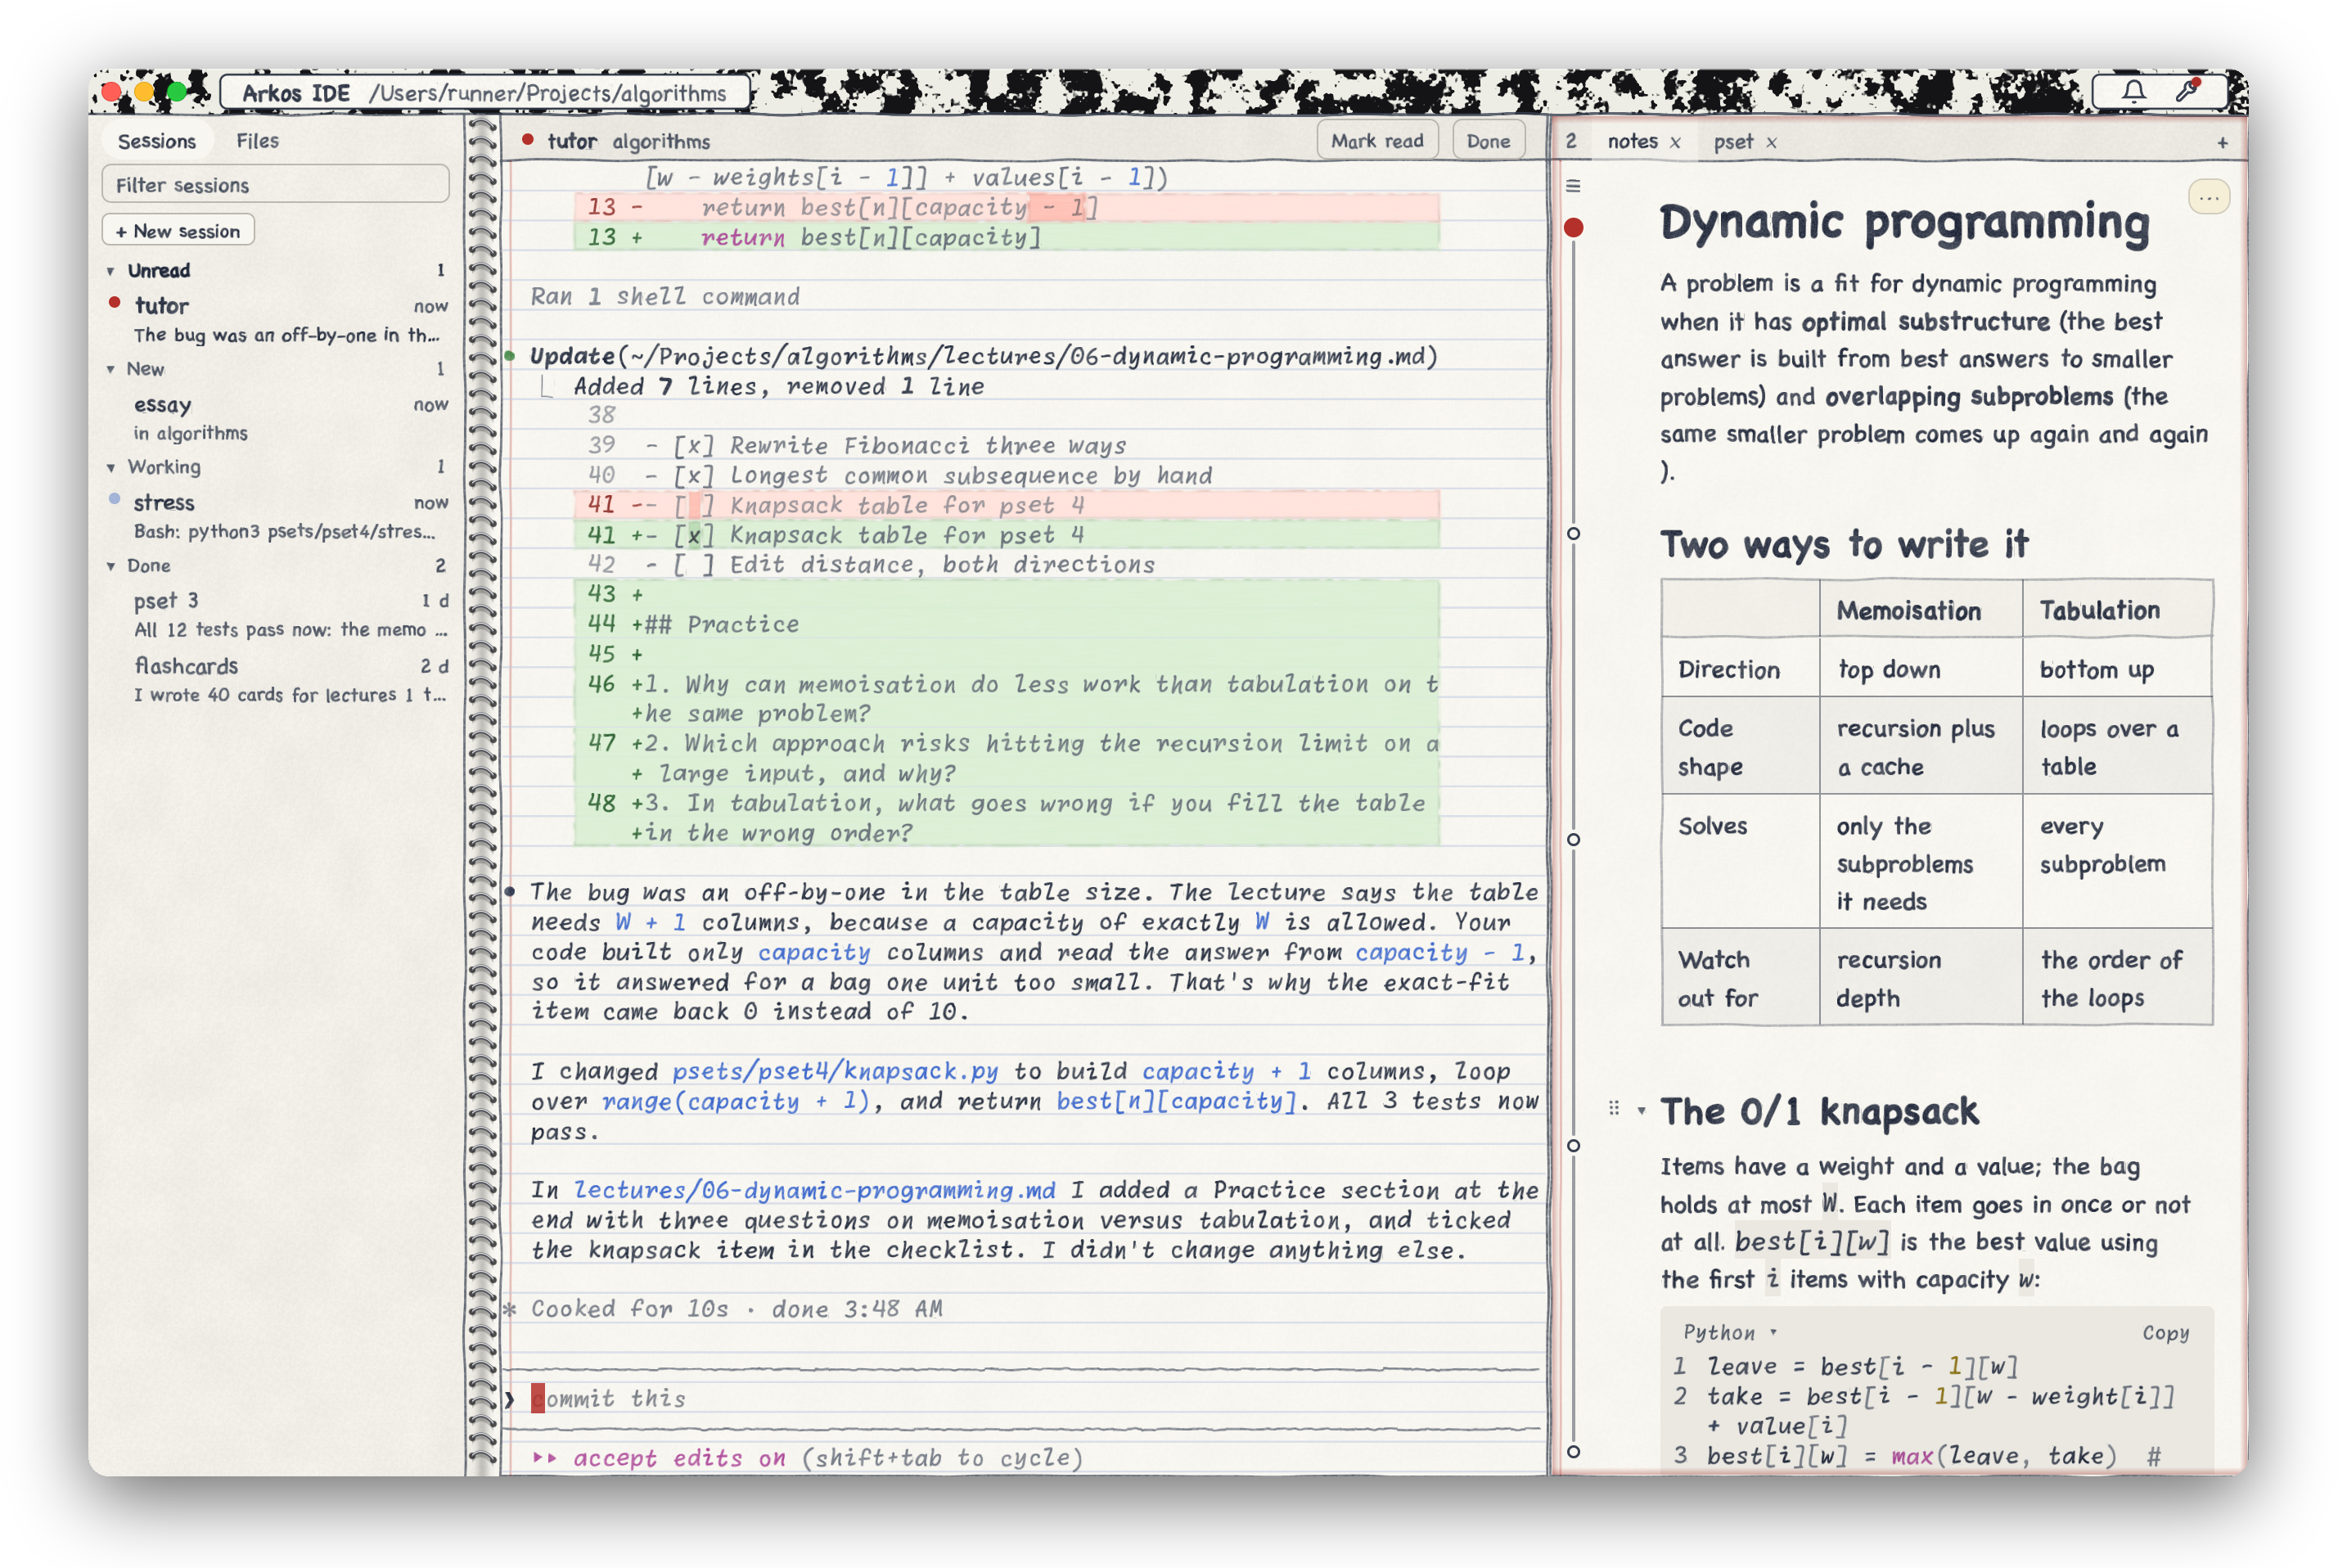 Arkos IDE /Users/runner/Projects/algorithms
Sessions Files
Filter sessions
+ New session
Unread 1
tutor now
The bug was an off-by-one in th...
New 1
essay now
in algorithms
Working 1
stress now
Bash: python3 psets/pset4/stres...
Done 2
pset 3 1 d
All 12 tests pass now: the memo ...
flashcards 2 d
I wrote 40 cards for lectures 1 t...
tutor algorithms Mark read Done
[w - weights[i - 1]] + values[i - 1])
13 - return best[n][capacity - 1]
13 + return best[n][capacity]
Ran 1 shell command
Update(~/Projects/algorithms/lectures/06-dynamic-programming.md)
Added 7 lines, removed 1 line
38
39 - [x] Rewrite Fibonacci three ways
40 - [x] Longest common subsequence by hand
41 -- [ ] Knapsack table for pset 4
41 +- [x] Knapsack table for pset 4
42 - [ ] Edit distance, both directions
43 +
44 +## Practice
45 +
46 +1. Why can memoisation do less work than tabulation on t
+he same problem?
47 +2. Which approach risks hitting the recursion limit on a
+ large input, and why?
48 +3. In tabulation, what goes wrong if you fill the table
+in the wrong order?
The bug was an off-by-one in the table size. The lecture says the table
needs W + 1 columns, because a capacity of exactly W is allowed. Your
code built only capacity columns and read the answer from capacity - 1,
so it answered for a bag one unit too small. That's why the exact-fit
item came back 0 instead of 10.
I changed psets/pset4/knapsack.py to build capacity + 1 columns, loop
over range(capacity + 1), and return best[n][capacity]. All 3 tests now
pass.
In lectures/06-dynamic-programming.md I added a Practice section at the
end with three questions on memoisation versus tabulation, and ticked
the knapsack item in the checklist. I didn't change anything else.
✻ Cooked for 10s · done 3:48 AM
❯ commit this
⏵⏵ accept edits on (shift+tab to cycle)
2 notes x pset x +
...
Dynamic programming
A problem is a fit for dynamic programming
when it has optimal substructure (the best
answer is built from best answers to smaller
problems) and overlapping subproblems (the
same smaller problem comes up again and again
).
Two ways to write it
Memoisation Tabulation
Direction top down bottom up
Code shape recursion plus a cache loops over a table
Solves only the subproblems it needs every subproblem
Watch out for recursion depth the order of the loops
The 0/1 knapsack
Items have a weight and a value; the bag
holds at most W. Each item goes in once or not
at all. best[i][w] is the best value using
the first i items with capacity w:
Python Copy
1 leave = best[i - 1][w]
2 take = best[i - 1][w - weight[i]]
+ value[i]
3 best[i][w] = max(leave, take) #